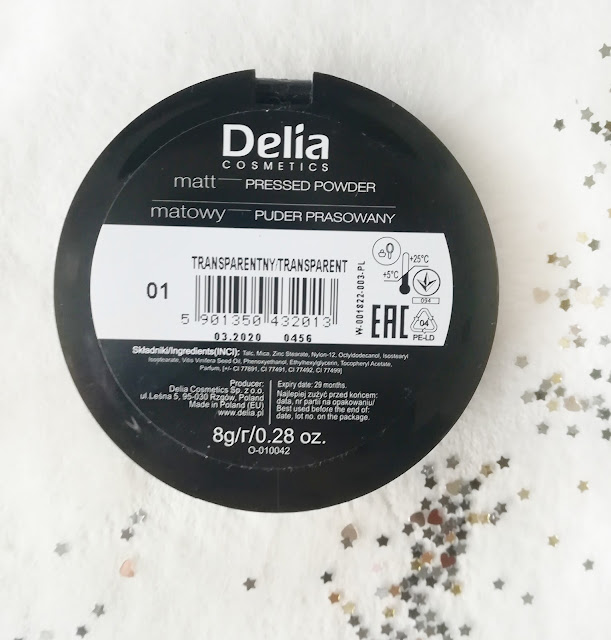 Delia
COSMETICS
matt PRESSED POWDER
matowy PUDER PRASOWANY
TRANSPARENTNY/TRANSPARENT
01
5 901350 432013
03.2020 0456
W-001822-003-PL
+25°C
+5°C
094
EAC
04
PE-LD
Składniki/Ingredients(INCI): Talc, Mica, Zinc Stearate, Nylon-12, Octyldodecanol, Isostearyl
Isostearate, Vitis Vinifera Seed Oil, Phenoxyethanol, Ethylhexylglycerin, Tocopheryl Acetate,
Parfum, [+/- CI 77891, CI 77491, CI 77492, CI 77499]
Producer:
Delia Cosmetics Sp. z o.o.
ul.Leśna 5, 95-030 Rzgów, Poland
Made in Poland (EU)
www.delia.pl
Expiry date: 29 months.
Najlepiej zużyć przed końcem:
data, nr partii na opakowaniu/
Best used before the end of:
date, lot no. on the package.
8g/г/0.28 oz.
O-010042